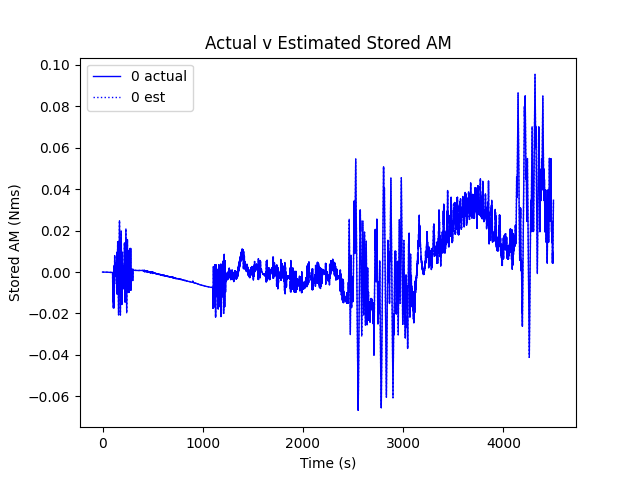 Actual v Estimated Stored AM
0 actual
0 est
0.10
0.08
0.06
0.04
0.02
0.00
−0.02
−0.04
−0.06
Stored AM (Nms)
0 1000 2000 3000 4000
Time (s)